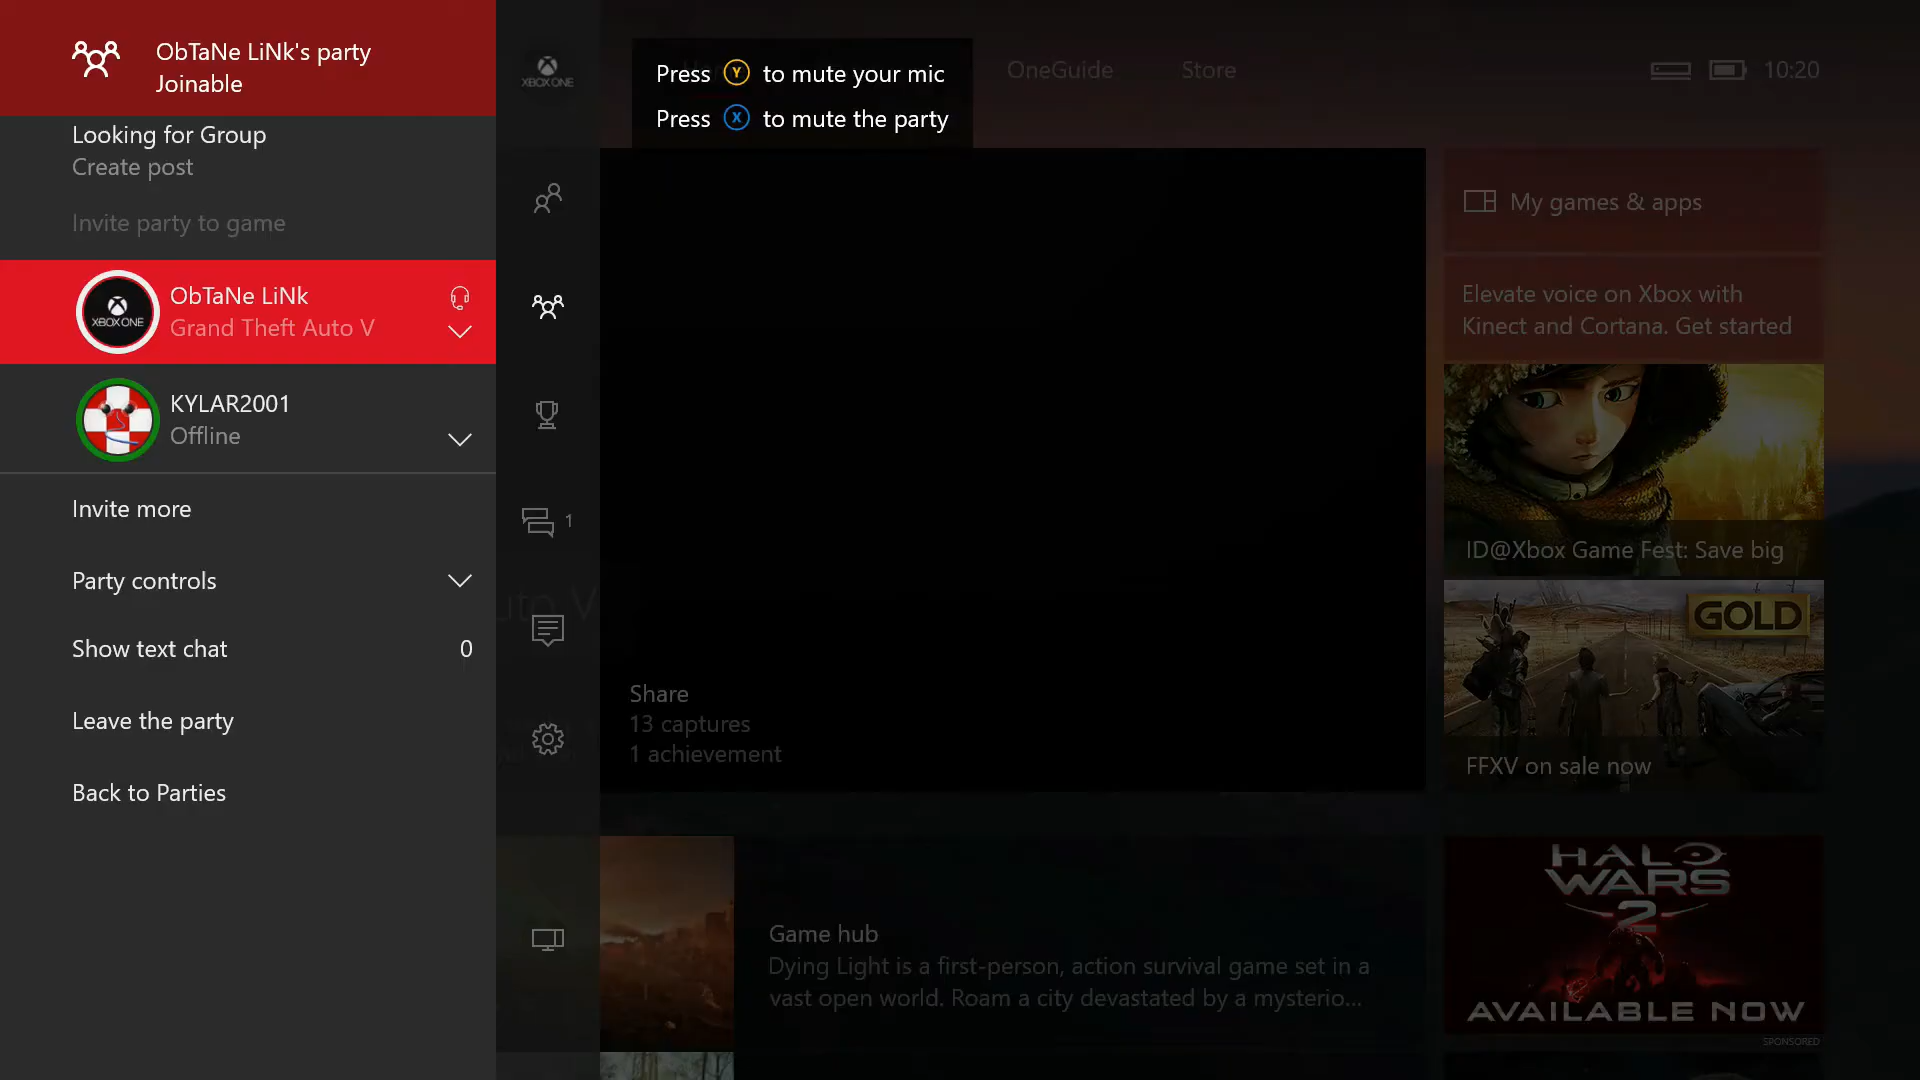 ObTaNe LiNk's party
Joinable
Looking for Group
Create post
Invite party to game
ObTaNe LiNk
Grand Theft Auto V
KYLAR2001
Offline
Invite more
Party controls
Show text chat 0
Leave the party
Back to Parties
XBOX ONE
XBOX ONE
1
Press Y to mute your mic
Press X to mute the party
OneGuide
Store
10:20
My games & apps
Elevate voice on Xbox with
Kinect and Cortana. Get started
ID@Xbox Game Fest: Save big
GOLD
FFXV on sale now
Share
13 captures
1 achievement
Game hub
Dying Light is a first-person, action survival game set in a
vast open world. Roam a city devastated by a mysterio...
HALO
WARS
2
AVAILABLE NOW
SPONSORED